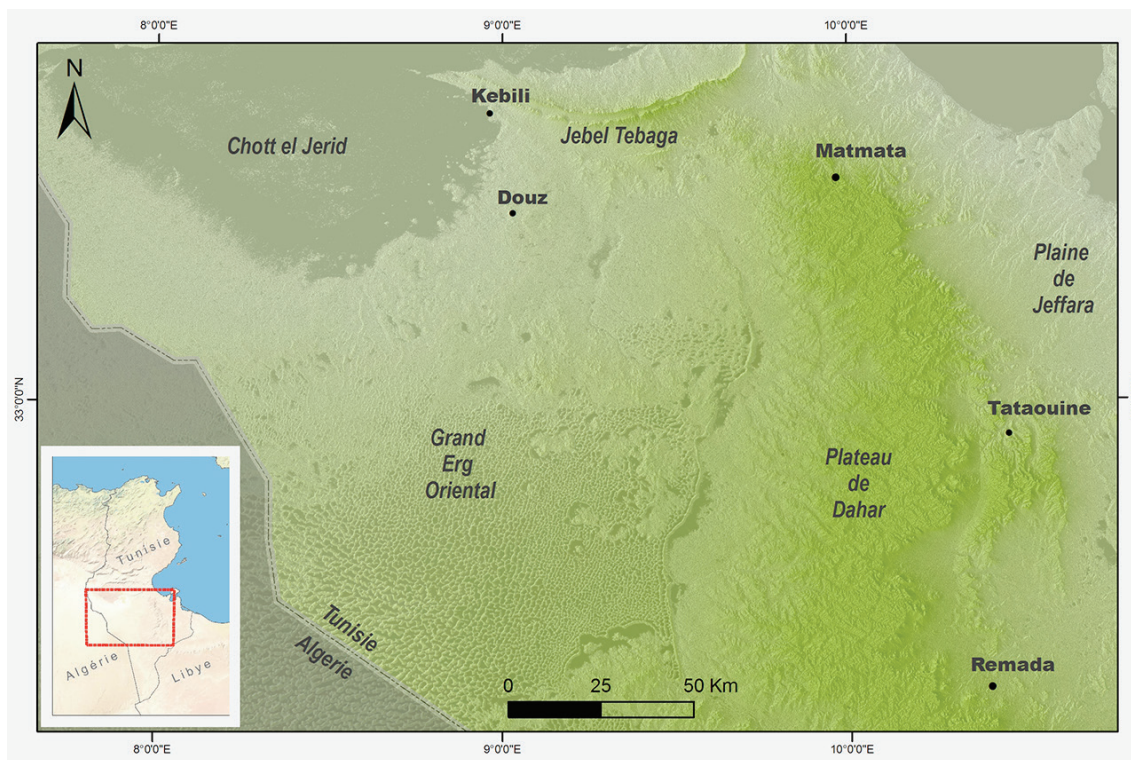 8°0'0"E
9°0'0"E
10°0'0"E
N
Kebili
Chott el Jerid
Jebel Tebaga
Matmata
Douz
Plaine
de
Jeffara
33°0'0"N
Tataouine
Grand
Erg
Oriental
Plateau
de
Dahar
Tunisie
Algérie
Libye
Tunisie
Algerie
Remada
0 25 50 Km
8°0'0"E
9°0'0"E
10°0'0"E